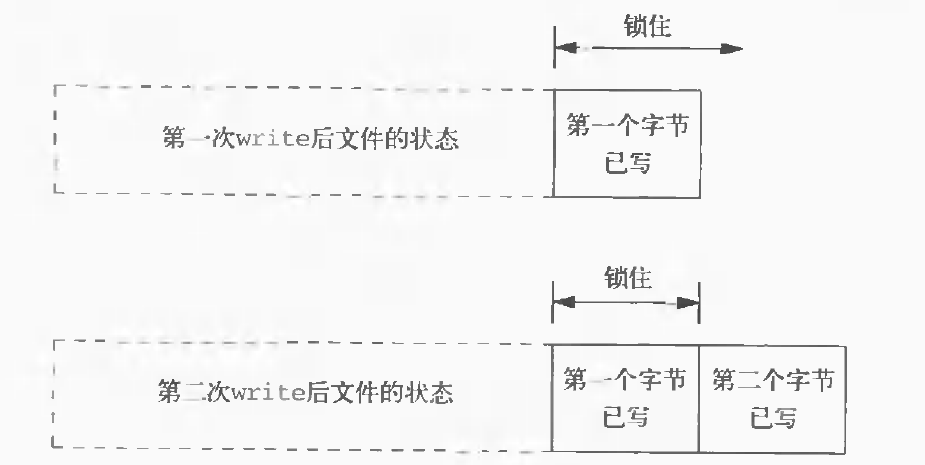 锁住
第一次write后文件的状态
第一个字节
已写
锁住
第二次write后文件的状态
第一个字节
已写
第二个字节
已写